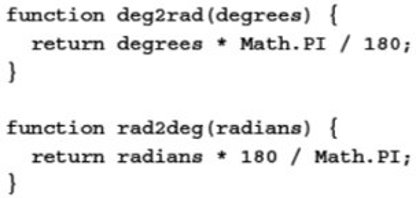 function deg2rad(degrees) {
  return degrees * Math.PI / 180;
}

function rad2deg(radians) {
  return radians * 180 / Math.PI;
}